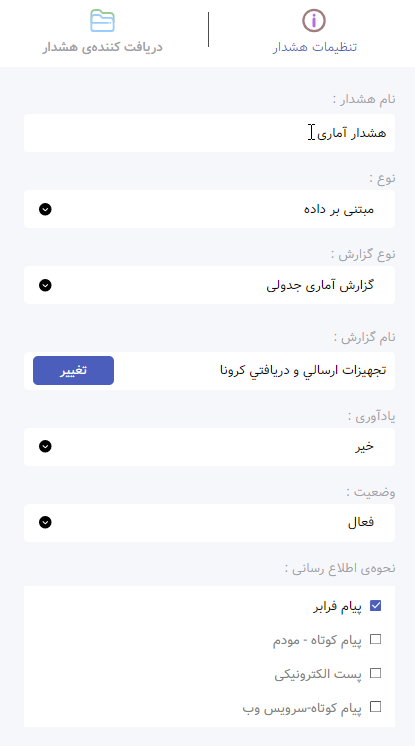 تنظیمات هشدار
دریافت کننده‌ی هشدار
نام هشدار :
هشدار آماری
نوع :
مبتنی بر داده
نوع گزارش :
گزارش آماری جدولی
نام گزارش :
تجهیزات ارسالي و دریافتي کرونا
تغییر
یادآوری :
خیر
وضعیت :
فعال
نحوه‌ی اطلاع رسانی :
پیام فرابر
پیام کوتاه - مودم
پست الکترونیکی
پیام کوتاه-سرویس وب